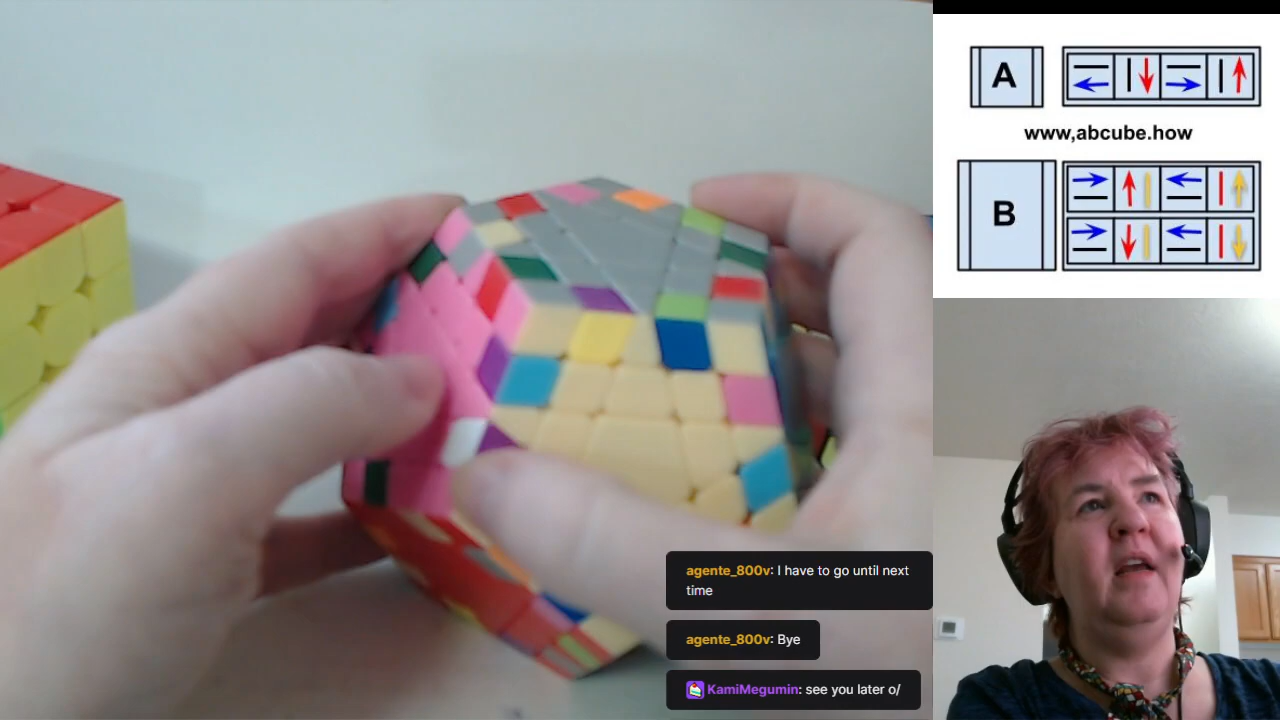 A
www,abcube.how
B
agente_800v: I have to go until next
time
agente_800v: Bye
KamiMegumin: see you later o/